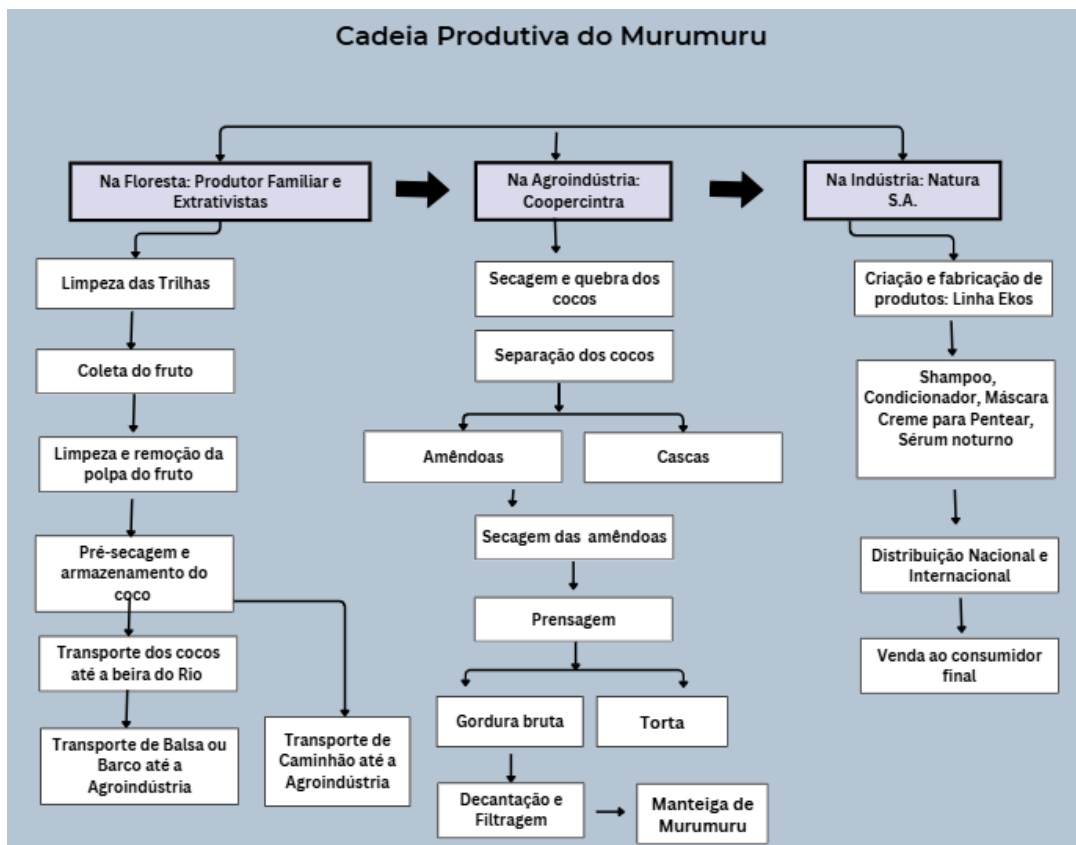 Cadeia Produtiva do Murumuru
Na Floresta: Produtor Familiar e
Extrativistas
Na Agroindústria:
Coopercintra
Na Indústria: Natura
S.A.
Limpeza das Trilhas
Coleta do fruto
Limpeza e remoção da
polpa do fruto
Pré-secagem e
armazenamento do
coco
Transporte dos cocos
até a beira do Rio
Transporte de Balsa ou
Barco até a
Agroindústria
Transporte de
Caminhão até a
Agroindústria
Secagem e quebra dos
cocos
Separação dos cocos
Amêndoas
Cascas
Secagem das amêndoas
Prensagem
Gordura bruta
Torta
Decantação e
Filtragem
Manteiga de
Murumuru
Criação e fabricação de
produtos: Linha Ekos
Shampoo,
Condicionador, Máscara
Creme para Pentear,
Sérum noturno
Distribuição Nacional e
Internacional
Venda ao consumidor
final